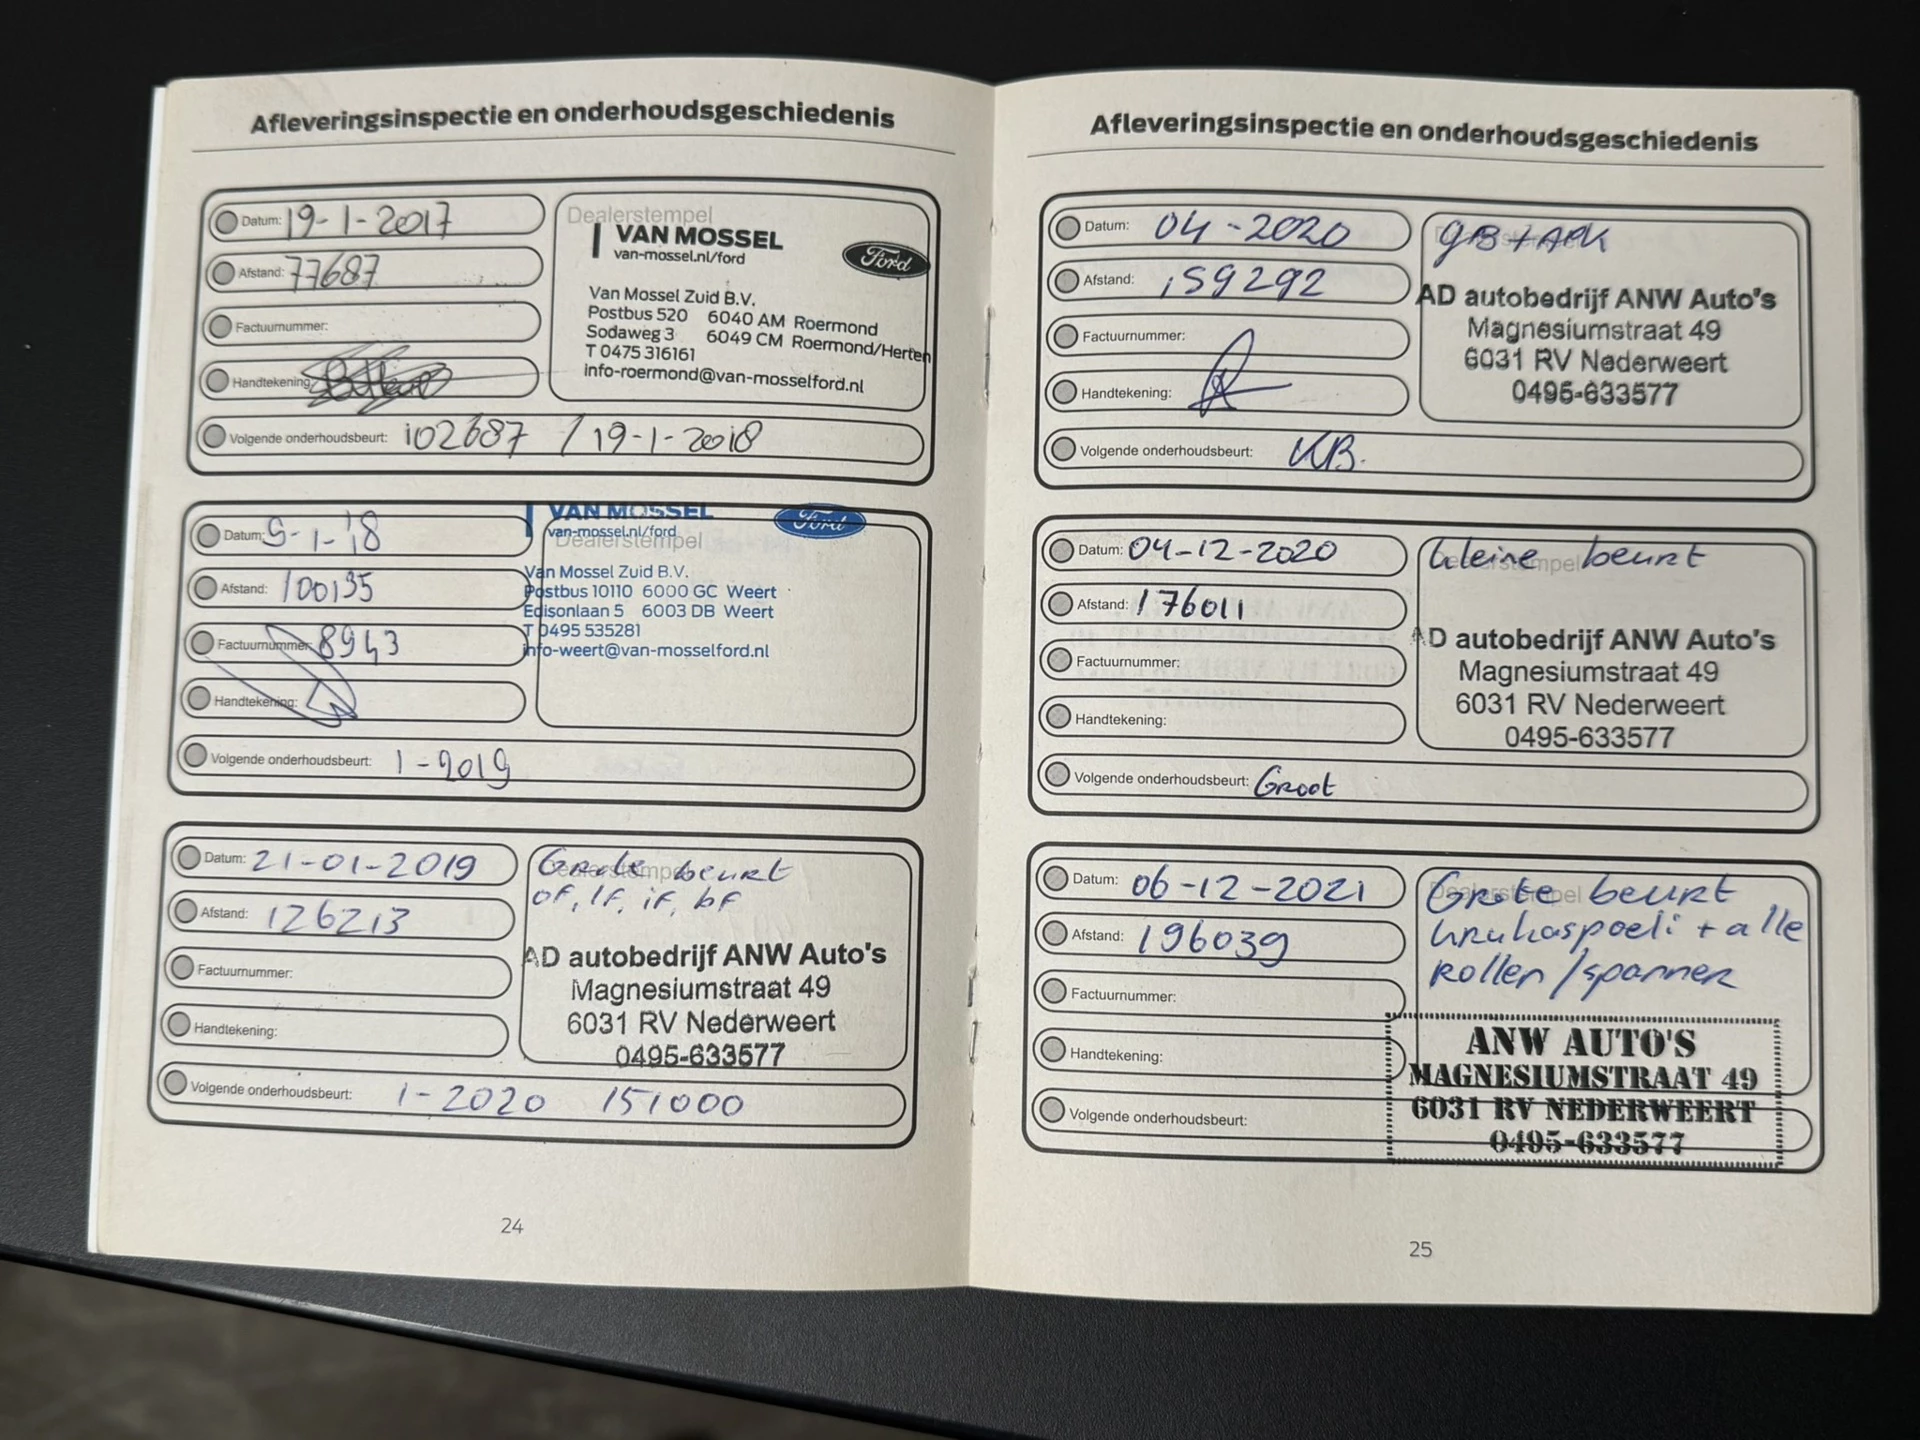 Afleveringsinspectie en onderhoudsgeschiedenis
Datum: 19-1-2017
Afstand: 77687
Factuurnummer:
Handtekening:
Dealerstempel
VAN MOSSEL
van-mossel.nl/ford
Ford
Van Mossel Zuid B.V.
Postbus 520 6040 AM Roermond
Sodaweg 3 6049 CM Roermond/Herten
T 0475 316161
info-roermond@van-mosselford.nl
Volgende onderhoudsbeurt: 102687 / 19-1-2018
Datum: 5-1-'18
Afstand: 100135
Factuurnummer: 8943
Handtekening:
VAN MOSSEL
van-mossel.nl/ford
Ford
Dealerstempel
Van Mossel Zuid B.V.
Postbus 10110 6000 GC Weert
Edisonlaan 5 6003 DB Weert
T 0495 535281
info-weert@van-mosselford.nl
Volgende onderhoudsbeurt: 1-2019
Datum: 21-01-2019
Afstand: 126213
Factuurnummer:
Handtekening:
Dealerstempel
Grote beurt
of, lf, if, bf
AD autobedrijf ANW Auto's
Magnesiumstraat 49
6031 RV Nederweert
0495-633577
Volgende onderhoudsbeurt: 1-2020 151000
24
Afleveringsinspectie en onderhoudsgeschiedenis
Datum: 04-2020
Afstand: 159292
Factuurnummer:
Handtekening:
GB+APK
AD autobedrijf ANW Auto's
Magnesiumstraat 49
6031 RV Nederweert
0495-633577
Volgende onderhoudsbeurt: KB.
Datum: 04-12-2020
Afstand: 176011
Factuurnummer:
Handtekening:
Dealerstempel
kleine beurt
AD autobedrijf ANW Auto's
Magnesiumstraat 49
6031 RV Nederweert
0495-633577
Volgende onderhoudsbeurt: Groot
Datum: 06-12-2021
Afstand: 196039
Factuurnummer:
Handtekening:
Dealerstempel
Grote beurt
+ alle
rollen/spanner
ANW AUTO'S
MAGNESIUMSTRAAT 49
6031 RV NEDERWEERT
0495-633577
Volgende onderhoudsbeurt:
25